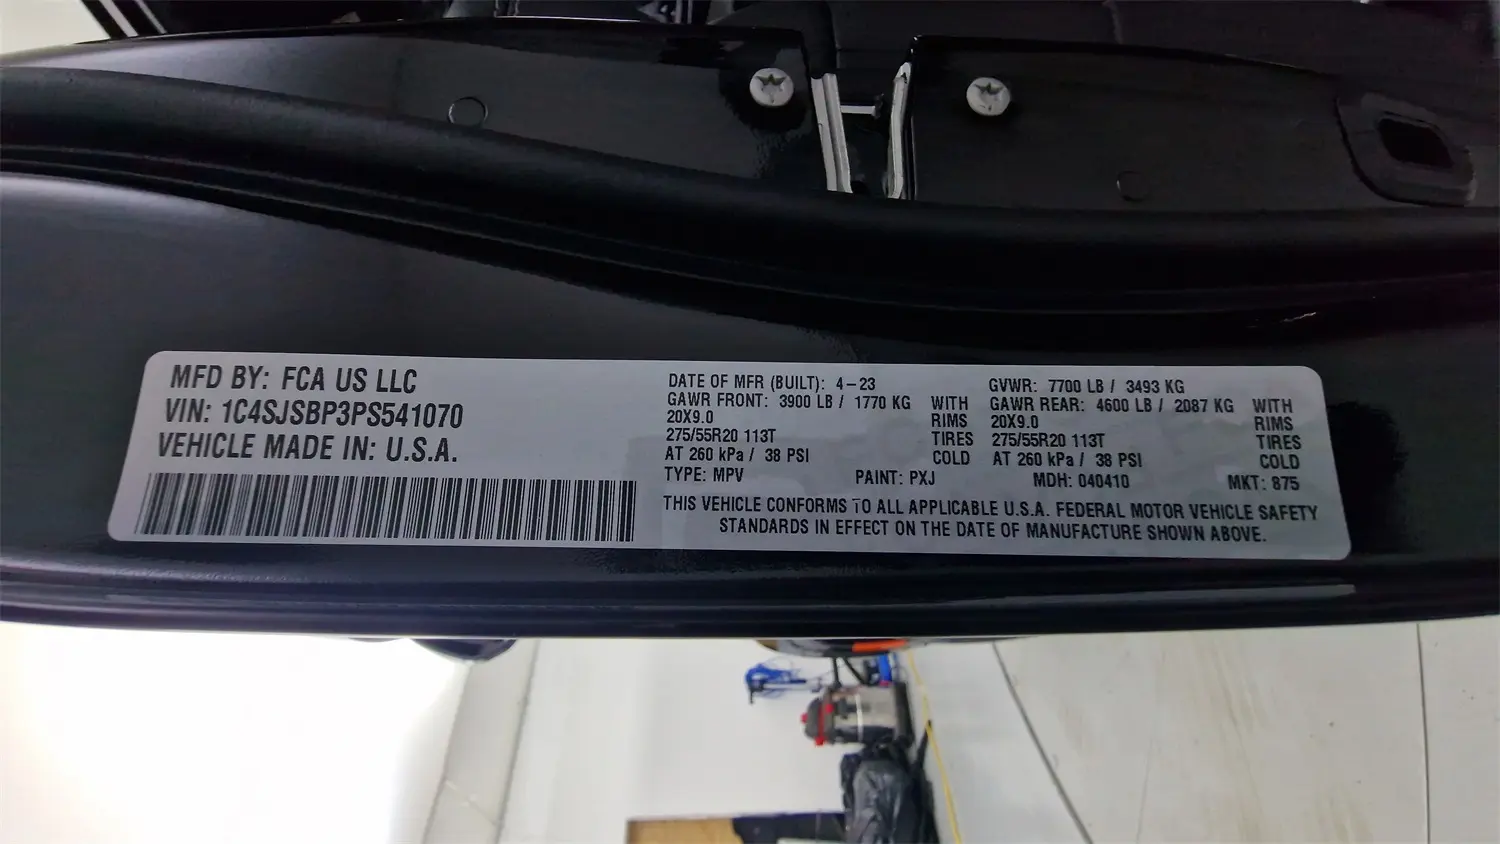 MFD BY: FCA US LLC
VIN: 1C4SJSBP3PS541070
VEHICLE MADE IN: U.S.A.
DATE OF MFR (BUILT): 4-23 GVWR: 7700 LB / 3493 KG
GAWR FRONT: 3900 LB / 1770 KG WITH GAWR REAR: 4600 LB / 2087 KG WITH
20X9.0 RIMS 20X9.0 RIMS
275/55R20 113T TIRES 275/55R20 113T TIRES
AT 260 kPa / 38 PSI COLD AT 260 kPa / 38 PSI COLD
TYPE: MPV PAINT: PXJ MDH: 040410 MKT: 875
THIS VEHICLE CONFORMS TO ALL APPLICABLE U.S.A. FEDERAL MOTOR VEHICLE SAFETY
STANDARDS IN EFFECT ON THE DATE OF MANUFACTURE SHOWN ABOVE.